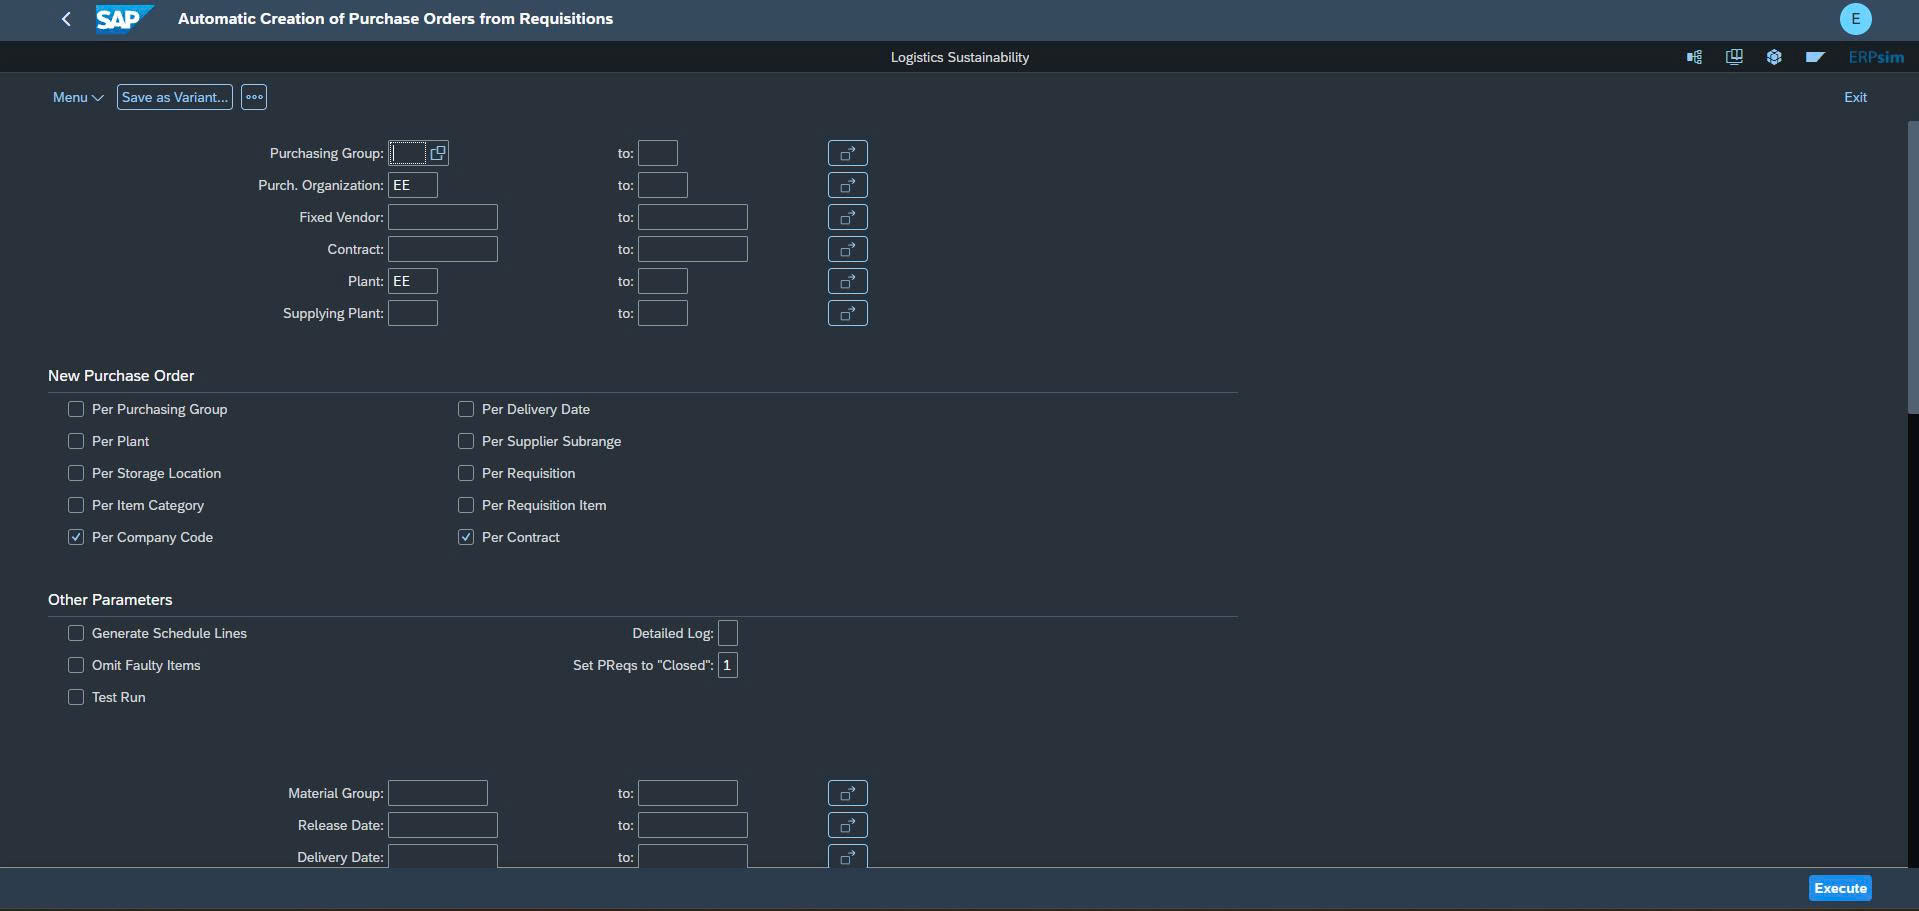 SAP Automatic Creation of Purchase Orders from Requisitions E
Logistics Sustainability ERPsim
Menu Save as Variant... Exit
Purchasing Group: to:
Purch. Organization: EE to:
Fixed Vendor: to:
Contract: to:
Plant: EE to:
Supplying Plant: to:
New Purchase Order
Per Purchasing Group Per Delivery Date
Per Plant Per Supplier Subrange
Per Storage Location Per Requisition
Per Item Category Per Requisition Item
Per Company Code Per Contract
Other Parameters
Generate Schedule Lines Detailed Log:
Omit Faulty Items Set PReqs to "Closed": 1
Test Run
Material Group: to:
Release Date: to:
Delivery Date: to:
Execute